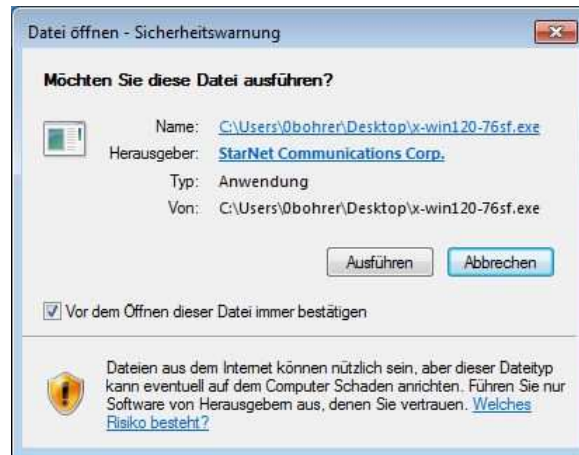 Datei öffnen - Sicherheitswarnung
Möchten Sie diese Datei ausführen?
Name: C:\Users\0bohrer\Desktop\x-win120-76sf.exe
Herausgeber: StarNet Communications Corp.
Typ: Anwendung
Von: C:\Users\0bohrer\Desktop\x-win120-76sf.exe
Ausführen Abbrechen
Vor dem Öffnen dieser Datei immer bestätigen
Dateien aus dem Internet können nützlich sein, aber dieser Dateityp
kann eventuell auf dem Computer Schaden anrichten. Führen Sie nur
Software von Herausgebern aus, denen Sie vertrauen. Welches
Risiko besteht?